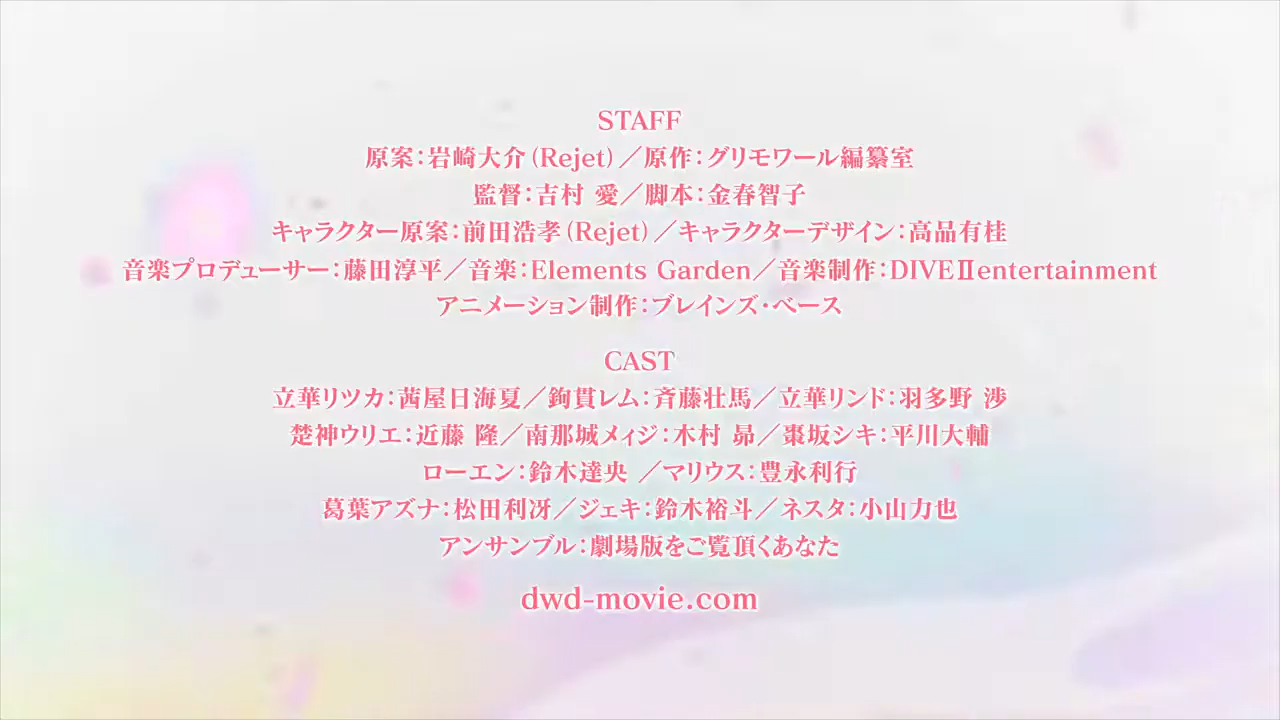 STAFF
原案：岩崎大介（Rejet）／原作：グリモワール編纂室
監督：吉村 愛／脚本：金春智子
キャラクター原案：前田浩孝（Rejet）／キャラクターデザイン：高品有桂
音楽プロデューサー：藤田淳平／音楽：Elements Garden／音楽制作：DIVEⅡentertainment
アニメーション制作：ブレインズ・ベース
CAST
立華リツカ：茜屋日海夏／鉤貫レム：斉藤壮馬／立華リンド：羽多野 渉
楚神ウリエ：近藤 隆／南那城メィジ：木村 昴／棗坂シキ：平川大輔
ローエン：鈴木達央 ／マリウス：豊永利行
葛葉アズナ：松田利冴／ジェキ：鈴木裕斗／ネスタ：小山力也
アンサンブル：劇場版をご覧頂くあなた
dwd-movie.com